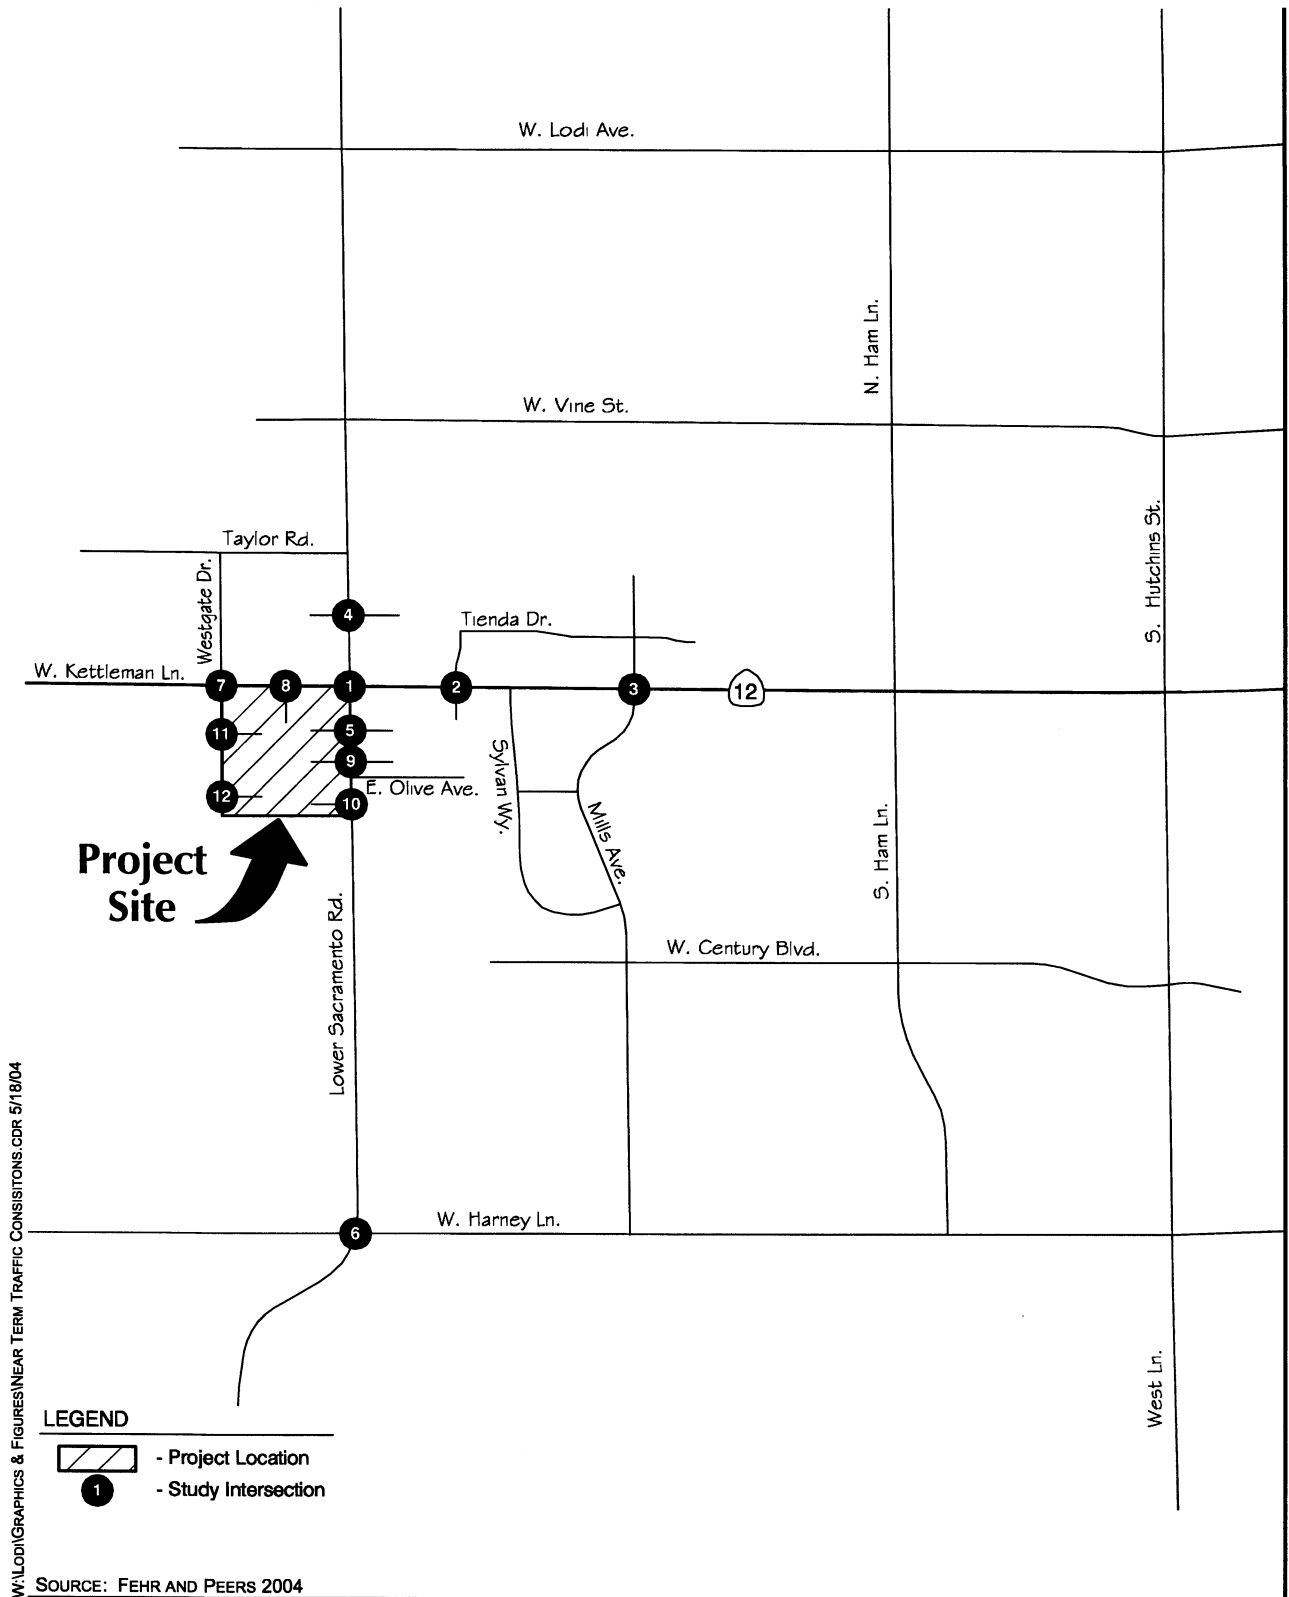 W. Lodi Ave.
N. Ham Ln.
W. Vine St.
S. Hutchins St.
Taylor Rd.
Westgate Dr.
4
Tienda Dr.
W. Kettleman Ln.
7
8
1
2
3
12
11
5
9
12
10
E. Olive Ave.
Sylvan Wy.
Mills Ave.
S. Ham Ln.
Project
Site
Lower Sacramento Rd.
W. Century Blvd.
W. Harney Ln.
6
West Ln.
LEGEND
- Project Location
1
- Study Intersection
W:\LODI\GRAPHICS & FIGURES\NEAR TERM TRAFFIC CONSISITONS.CDR 5/18/04
SOURCE: FEHR AND PEERS 2004